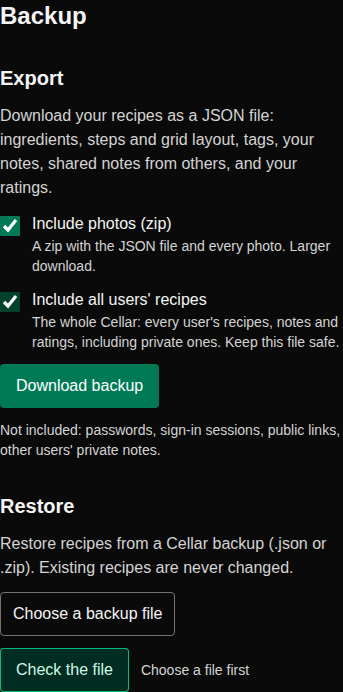 Backup
Export
Download your recipes as a JSON file:
ingredients, steps and grid layout, tags, your
notes, shared notes from others, and your
ratings.
Include photos (zip)
A zip with the JSON file and every photo. Larger
download.
Include all users' recipes
The whole Cellar: every user's recipes, notes and
ratings, including private ones. Keep this file safe.
Download backup
Not included: passwords, sign-in sessions, public links,
other users' private notes.
Restore
Restore recipes from a Cellar backup (.json or
.zip). Existing recipes are never changed.
Choose a backup file
Check the file
Choose a file first